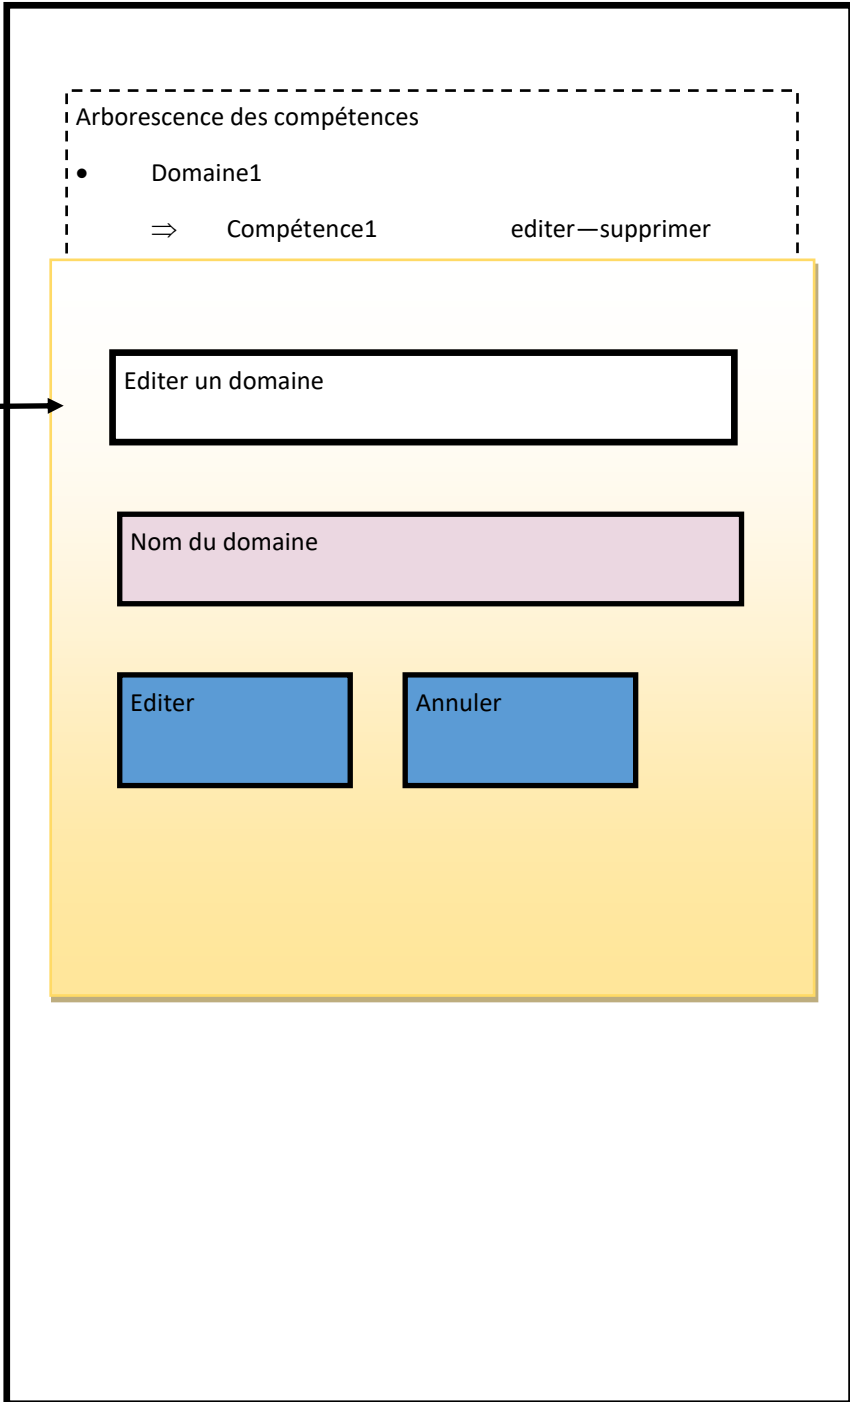 Arborescence des compétences
• Domaine1
⇒ Compétence1 editer—supprimer
Editer un domaine
Nom du domaine
Editer Annuler